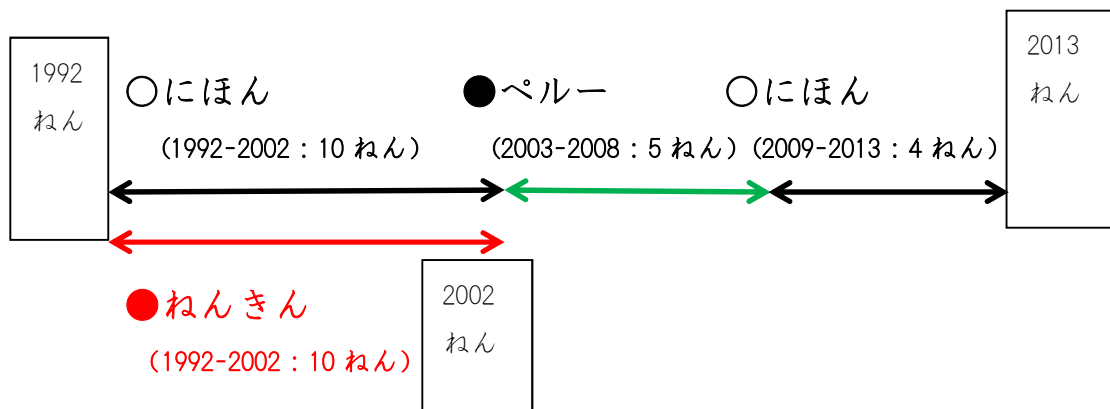 1992
ねん
○にほん
(1992-2002：10 ねん)
●ペルー
(2003-2008：5 ねん)
○にほん
(2009-2013：4 ねん)
2013
ねん
●ねんきん
(1992-2002：10 ねん)
2002
ねん